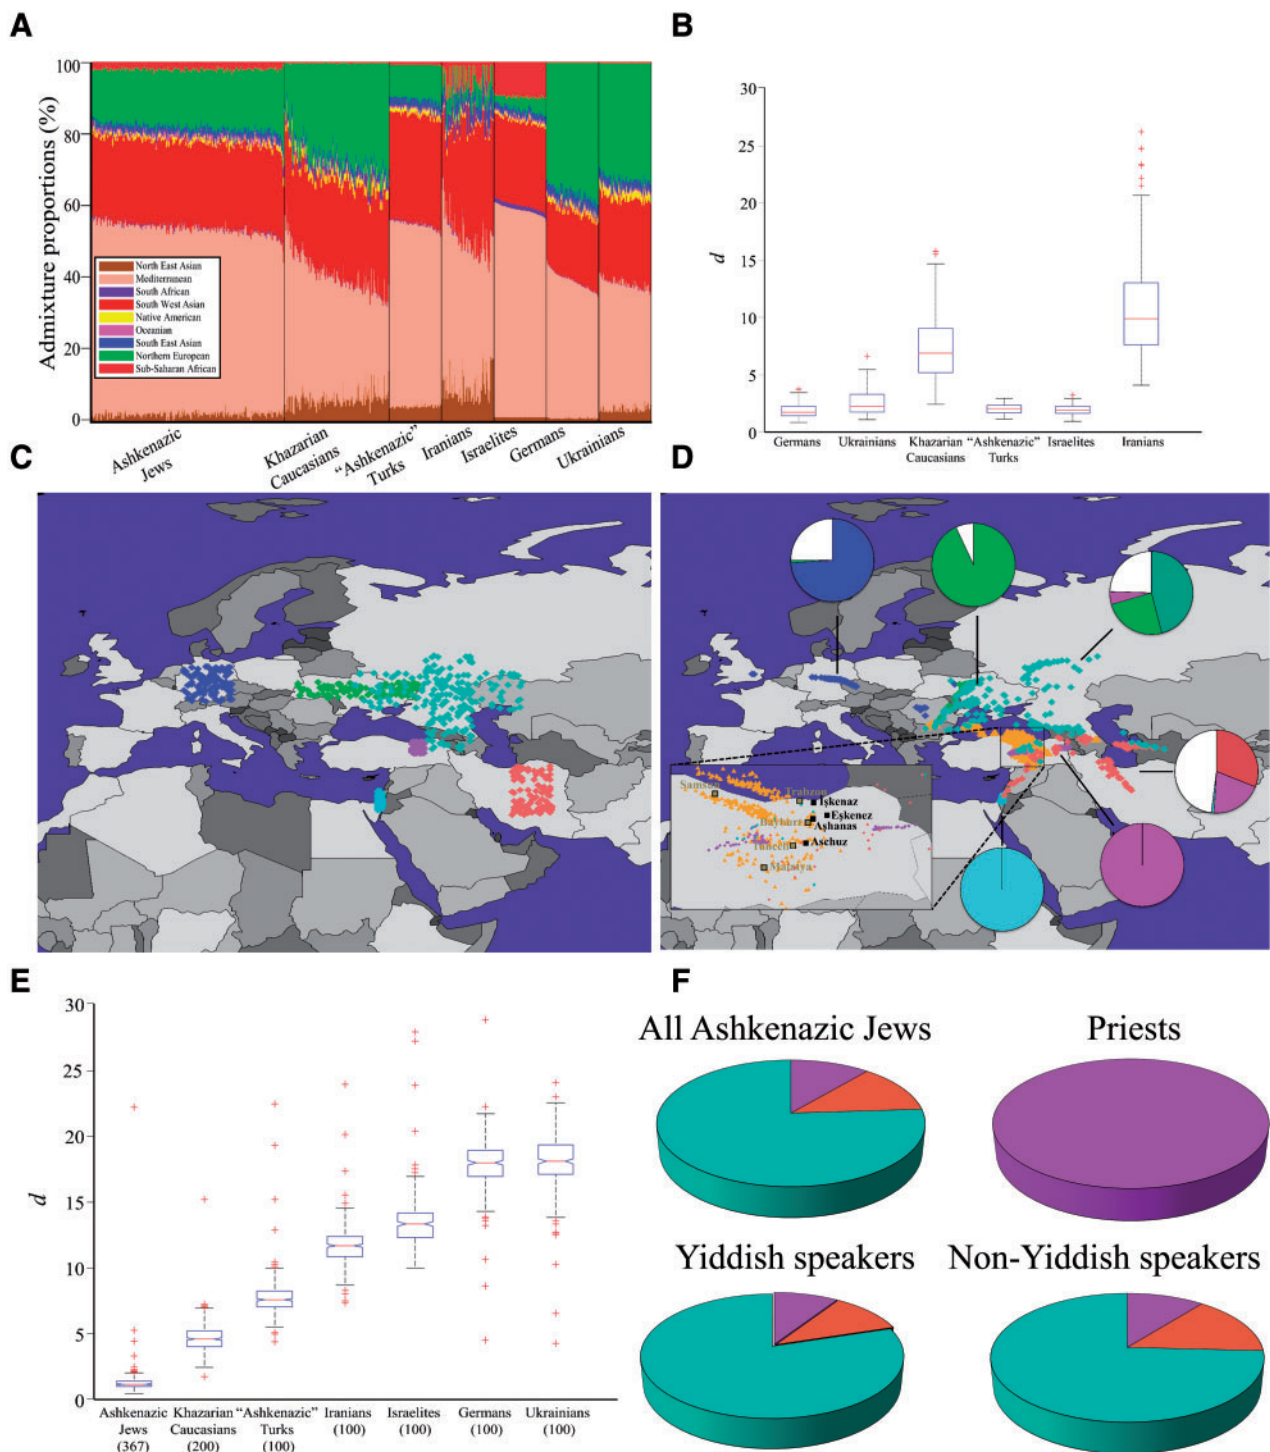 A
B
Admixture proportions (%)
100
80
60
40
20
0
North East Asian
Mediterranean
South African
South West Asian
Native American
Oceanian
South East Asian
Northern European
Sub-Saharan African
Ashkenazic
Jews
Khazarian
Caucasians
"Ashkenazic"
Turks
Iranians
Israelites
Germans
Ukrainians
d
30
25
20
15
10
5
0
Germans
Ukrainians
Khazarian
Caucasians
"Ashkenazic"
Turks
Israelites
Iranians
C
D
Samsun
Trabzon
Işkenaz
Eşkenez
Aşhanas
Aschuz
Tunceli
Malatya
E
F
d
30
25
20
15
10
5
0
Ashkenazic
Jews
(367)
Khazarian
Caucasians
(200)
"Ashkenazic"
Turks
(100)
Iranians
(100)
Israelites
(100)
Germans
(100)
Ukrainians
(100)
All Ashkenazic Jews
Priests
Yiddish speakers
Non-Yiddish speakers